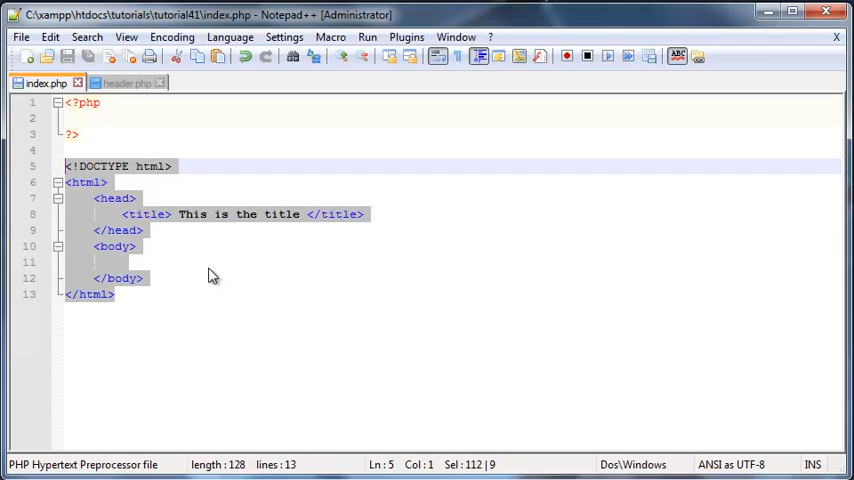 C:\xampp\htdocs\tutorials\tutorial41\index.php - Notepad++ [Administrator]
File Edit Search View Encoding Language Settings Macro Run Plugins Window ? X
ABC
index.php header.php
1 <?php
2
3 ?>
4
5 <!DOCTYPE html>
6 <html>
7 <head>
8 <title> This is the title </title>
9 </head>
10 <body>
11
12 </body>
13 </html>
PHP Hypertext Preprocessor file length : 128 lines : 13 Ln : 5 Col : 1 Sel : 112 | 9 Dos\Windows ANSI as UTF-8 INS